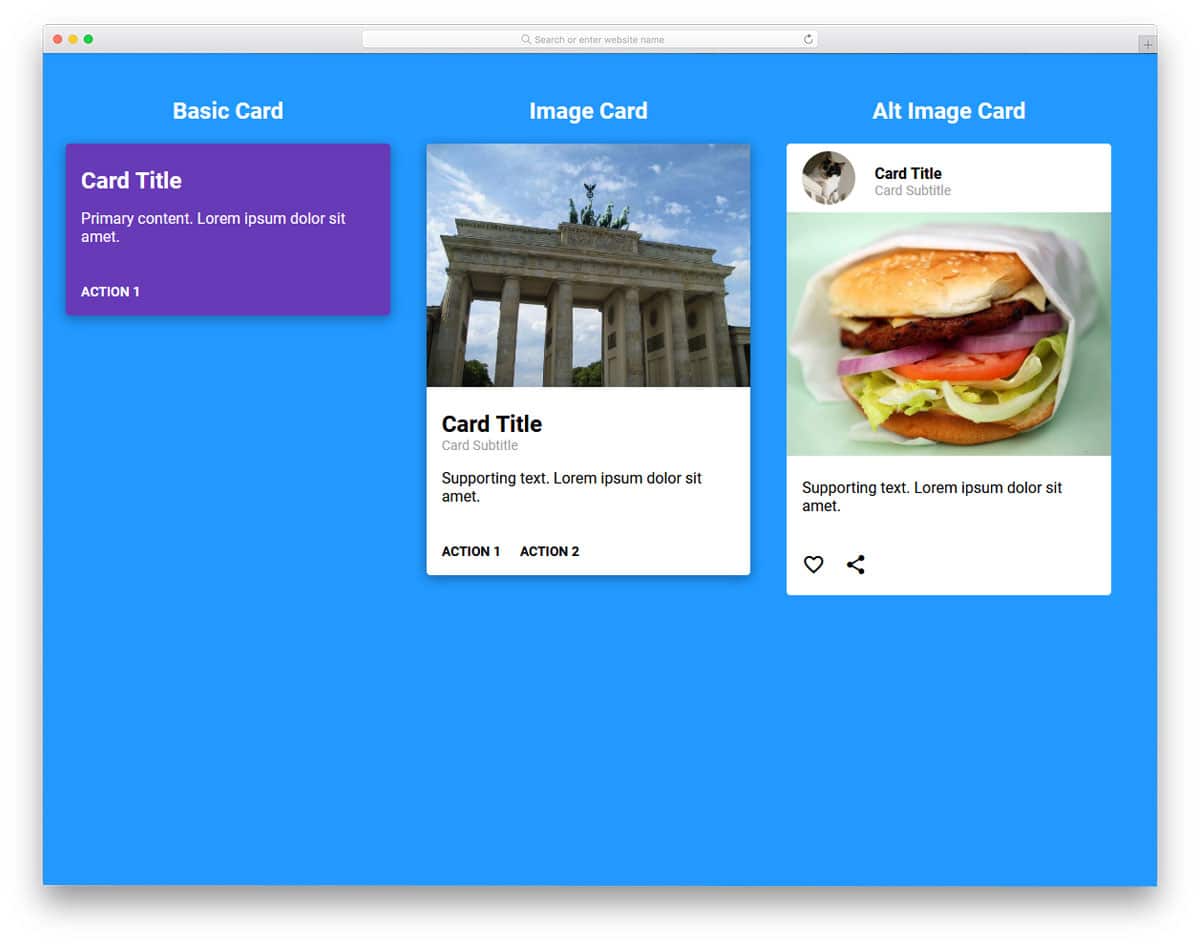 Search or enter website name
Basic Card
Card Title
Primary content. Lorem ipsum dolor sit
amet.
ACTION 1
Image Card
Card Title
Card Subtitle
Supporting text. Lorem ipsum dolor sit
amet.
ACTION 1 ACTION 2
Alt Image Card
Card Title
Card Subtitle
Supporting text. Lorem ipsum dolor sit
amet.